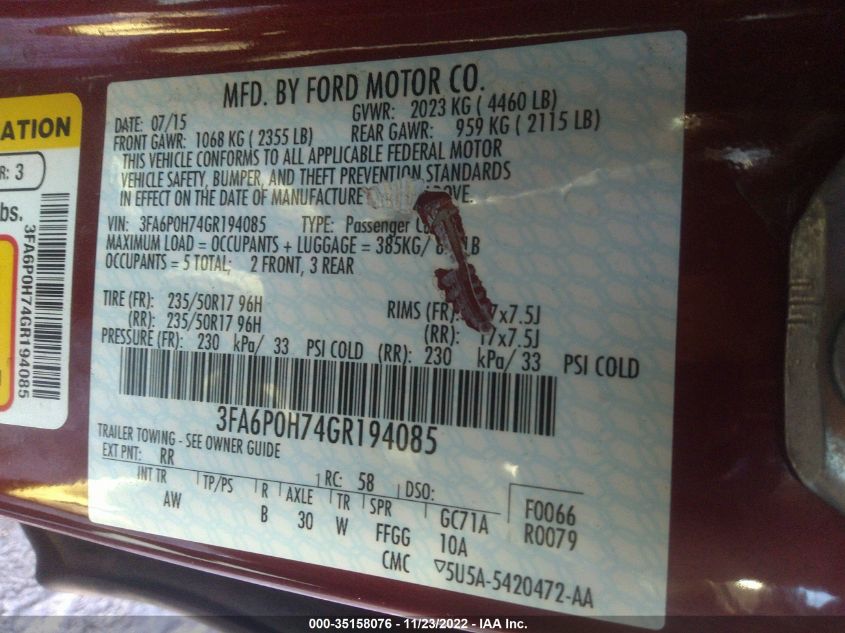 ATION
R: 3
bs.
3FA6P0H74GR194085
MFD. BY FORD MOTOR CO.
DATE: 07/15 GVWR: 2023 KG ( 4460 LB)
FRONT GAWR: 1068 KG ( 2355 LB) REAR GAWR: 959 KG ( 2115 LB)
THIS VEHICLE CONFORMS TO ALL APPLICABLE FEDERAL MOTOR
VEHICLE SAFETY, BUMPER, AND THEFT PREVENTION STANDARDS
IN EFFECT ON THE DATE OF MANUFACTURE ABOVE.
VIN: 3FA6P0H74GR194085 TYPE: Passenger
MAXIMUM LOAD = OCCUPANTS + LUGGAGE = 385KG/ LB
OCCUPANTS = 5 TOTAL; 2 FRONT, 3 REAR
TIRE (FR): 235/50R17 96H RIMS (FR): 17x7.5J
(RR): 235/50R17 96H (RR): 17x7.5J
PRESSURE (FR): 230 kPa/ 33 PSI COLD (RR): 230 kPa/ 33 PSI COLD
3FA6P0H74GR194085
TRAILER TOWING - SEE OWNER GUIDE
EXT PNT: RR RC: 58 DSO:
INT TR TP/PS R AXLE TR SPR GC71A F0066
AW B 30 W FFGG 10A R0079
CMC ▽5U5A-5420472-AA
000-35158076 - 11/23/2022 - IAA Inc.